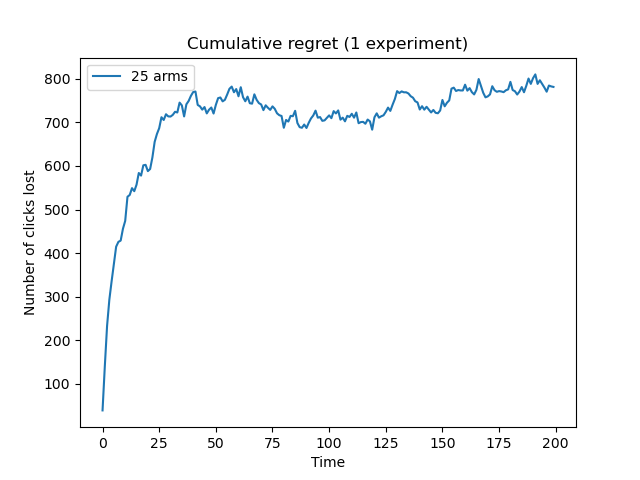 Cumulative regret (1 experiment)
25 arms
800
700
600
500
400
300
200
100
Number of clicks lost
0 25 50 75 100 125 150 175 200
Time